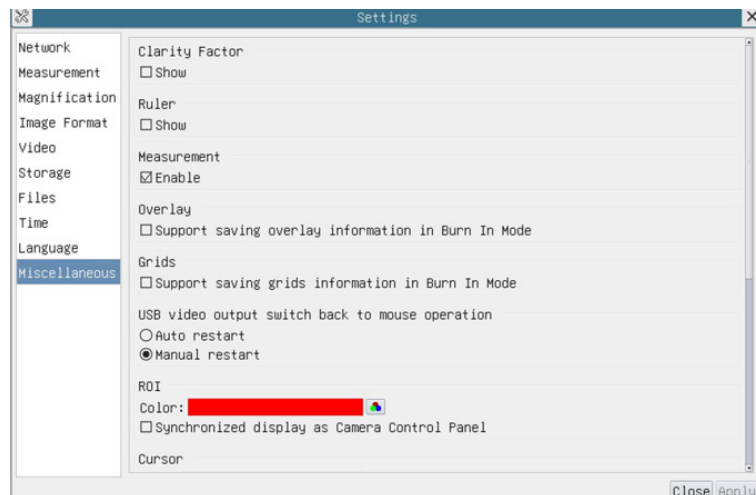 Settings
Network
Measurement
Magnification
Image Format
Video
Storage
Files
Time
Language
Miscellaneous
Clarity Factor
Show
Ruler
Show
Measurement
Enable
Overlay
Support saving overlay information in Burn In Mode
Grids
Support saving grids information in Burn In Mode
USB video output switch back to mouse operation
Auto restart
Manual restart
ROI
Color:
Synchronized display as Camera Control Panel
Cursor
Close Apply